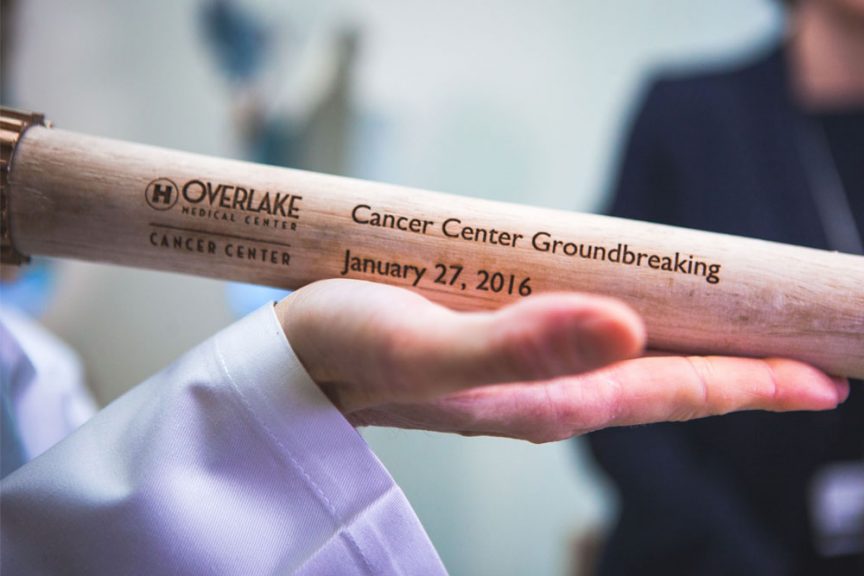 H OVERLAKE
MEDICAL CENTER
CANCER CENTER
Cancer Center Groundbreaking
January 27, 2016